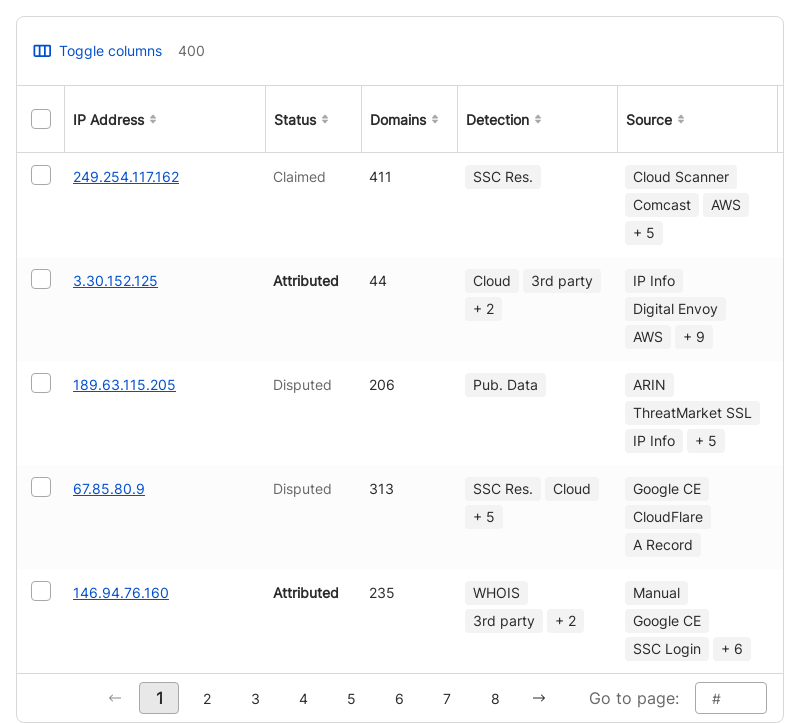 Toggle columns 400
IP Address Status Domains Detection Source
249.254.117.162 Claimed 411 SSC Res. Cloud Scanner
Comcast AWS
+ 5
3.30.152.125 Attributed 44 Cloud 3rd party IP Info
+ 2 Digital Envoy
AWS + 9
189.63.115.205 Disputed 206 Pub. Data ARIN
ThreatMarket SSL
IP Info + 5
67.85.80.9 Disputed 313 SSC Res. Cloud Google CE
+ 5 CloudFlare
A Record
146.94.76.160 Attributed 235 WHOIS Manual
3rd party + 2 Google CE
SSC Login + 6
← 1 2 3 4 5 6 7 8 → Go to page: #